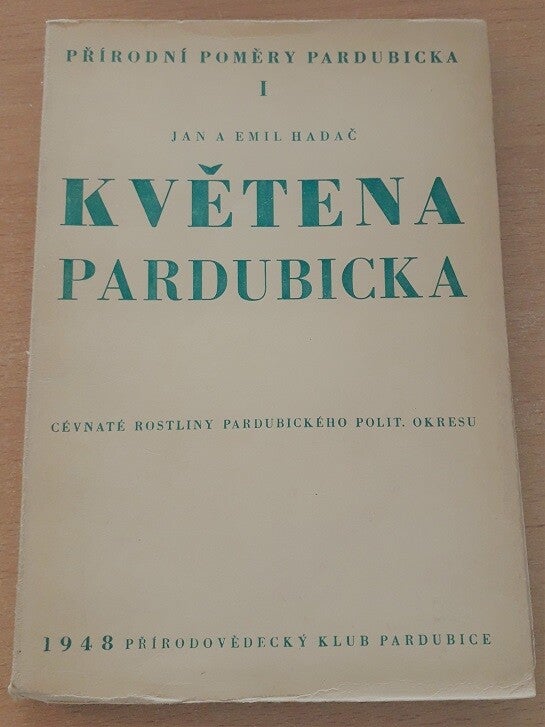 PŘÍRODNÍ POMĚRY PARDUBICKA
I
JAN A EMIL HADAČ
KVĚTENA
PARDUBICKA
CÉVNATÉ ROSTLINY PARDUBICKÉHO POLIT. OKRESU
1948 PŘÍRODOVĚDECKÝ KLUB PARDUBICE